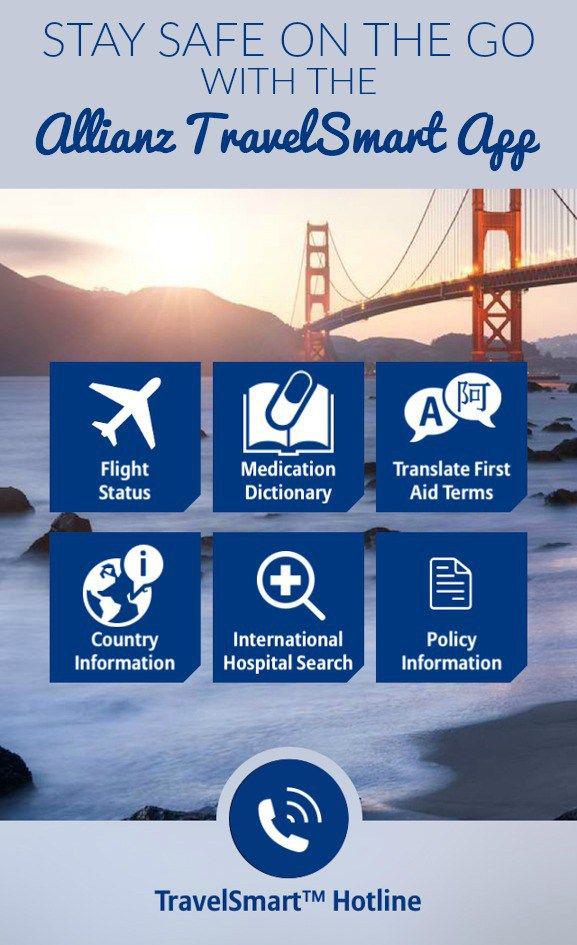 STAY SAFE ON THE GO
WITH THE
Allianz TravelSmart App
Flight
Status
Medication
Dictionary
A 阿
Translate First
Aid Terms
i
Country
Information
International
Hospital Search
Policy
Information
TravelSmart™ Hotline